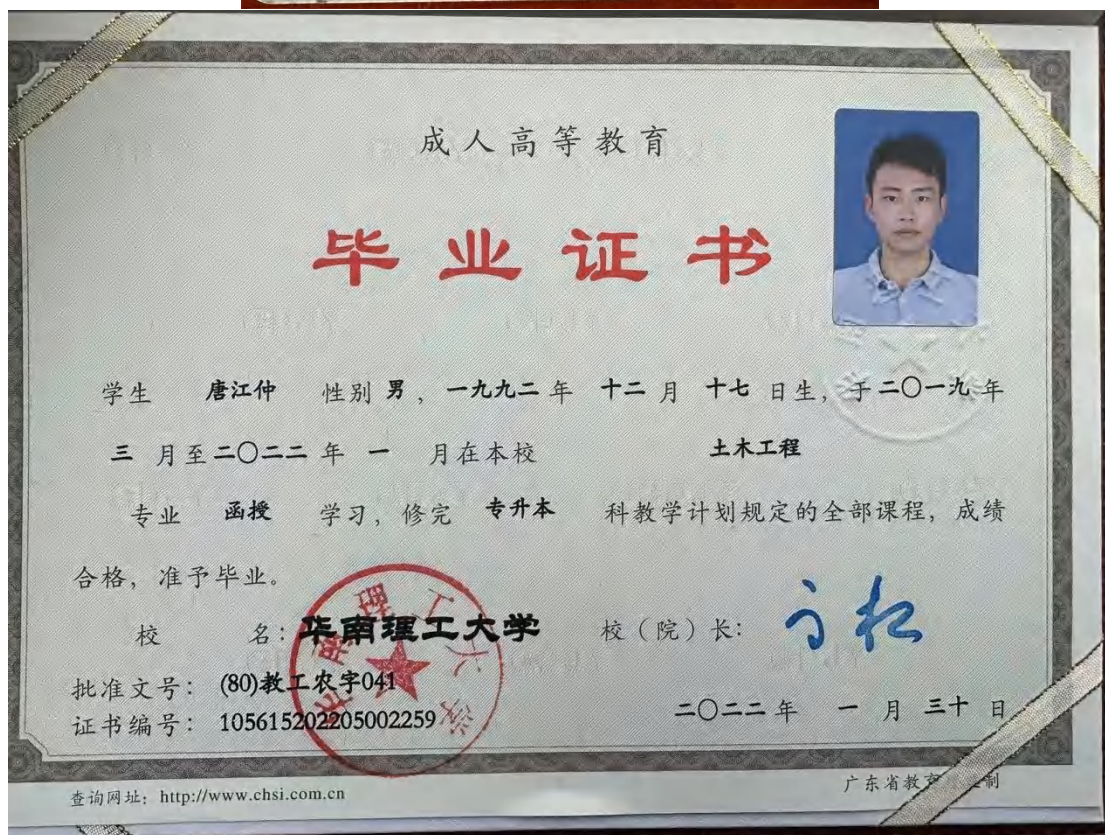 成人高等教育
毕业证书
学生 唐江仲 性别 男，一九九二 年 十二 月 十七 日生，于二〇一九 年
三 月至二〇二二 年 一 月在本校 土木工程
专业 函授 学习，修完 专升本 科教学计划规定的全部课程，成绩
合格，准予毕业。
校 名：华南理工大学 校（院）长：
华南理工大学
批准文号：(80)教工农字041
证书编号：105615202205002259
二〇二二 年 一 月 三十 日
查询网址：http://www.chsi.com.cn
广东省教 制